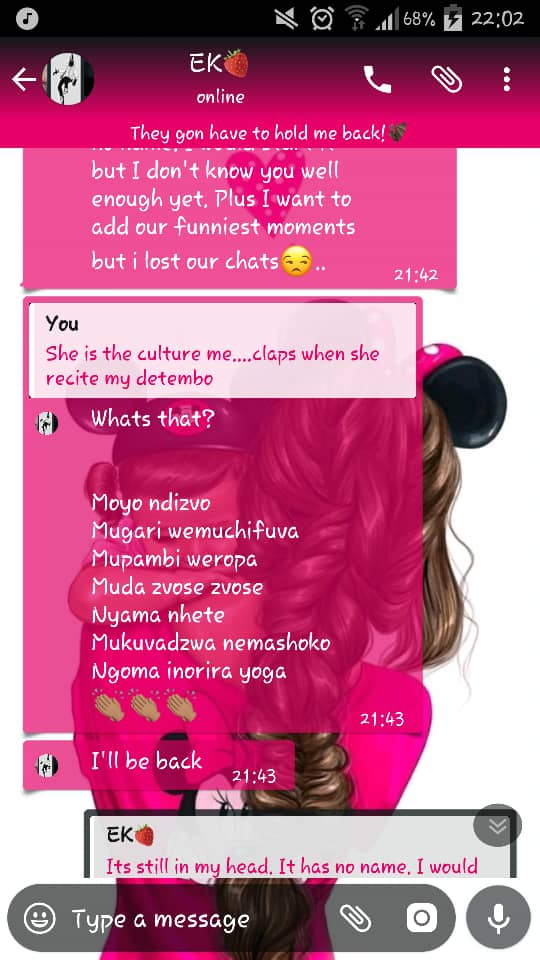 68% 22:02
EK🍓
online
They gon have to hold me back!
but I don't know you well
enough yet. Plus I want to
add our funniest moments
but i lost our chats😒..
21:42
You
She is the culture me....claps when she
recite my detembo
Whats that?
Moyo ndizvo
Mugari wemuchifuva
Mupambi weropa
Muda zvose zvose
Nyama nhete
Mukuvadzwa nemashoko
Ngoma inorira yoga
👏🏽👏🏽👏🏽
21:43
I'll be back
21:43
EK🍓
Its still in my head. It has no name. I would
Type a message